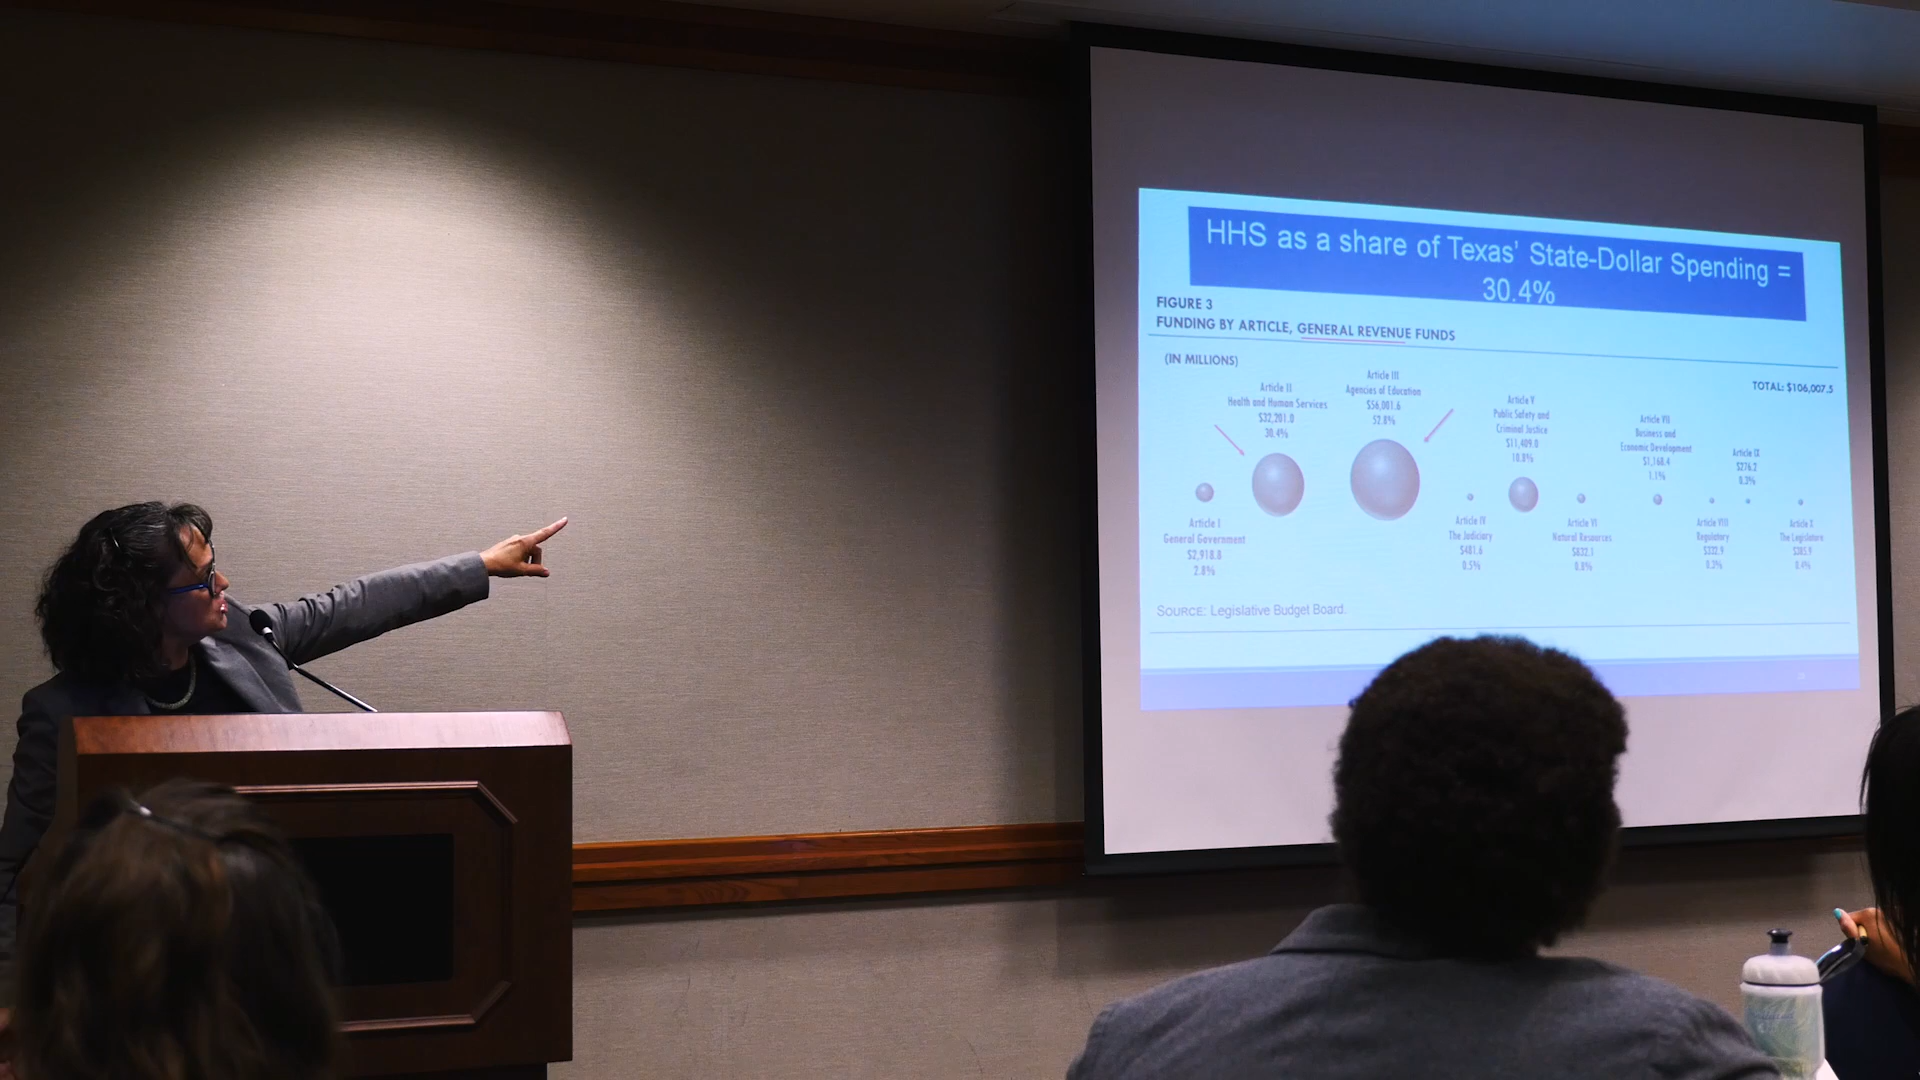 HHS as a share of Texas' State-Dollar Spending =
30.4%
FIGURE 3
FUNDING BY ARTICLE, GENERAL REVENUE FUNDS
(IN MILLIONS)
TOTAL: $106,007.5
Article I
General Government
$2,918.8
2.8%
Article II
Health and Human Services
$32,201.0
30.4%
Article III
Agencies of Education
$56,001.6
52.8%
Article IV
The Judiciary
$481.6
0.5%
Article V
Public Safety and
Criminal Justice
$11,409.0
10.8%
Article VI
Natural Resources
$832.1
0.8%
Article VII
Business and
Economic Development
$1,168.4
1.1%
Article VIII
Regulatory
$332.9
0.3%
Article IX
$276.2
0.3%
Article X
The Legislature
$385.9
0.4%
SOURCE: Legislative Budget Board.